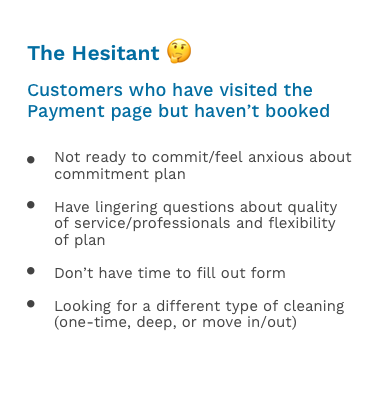 The Hesitant 🤔
Customers who have visited the
Payment page but haven’t booked
● Not ready to commit/feel anxious about
commitment plan
● Have lingering questions about quality
of service/professionals and flexibility
of plan
● Don’t have time to fill out form
● Looking for a different type of cleaning
(one-time, deep, or move in/out)